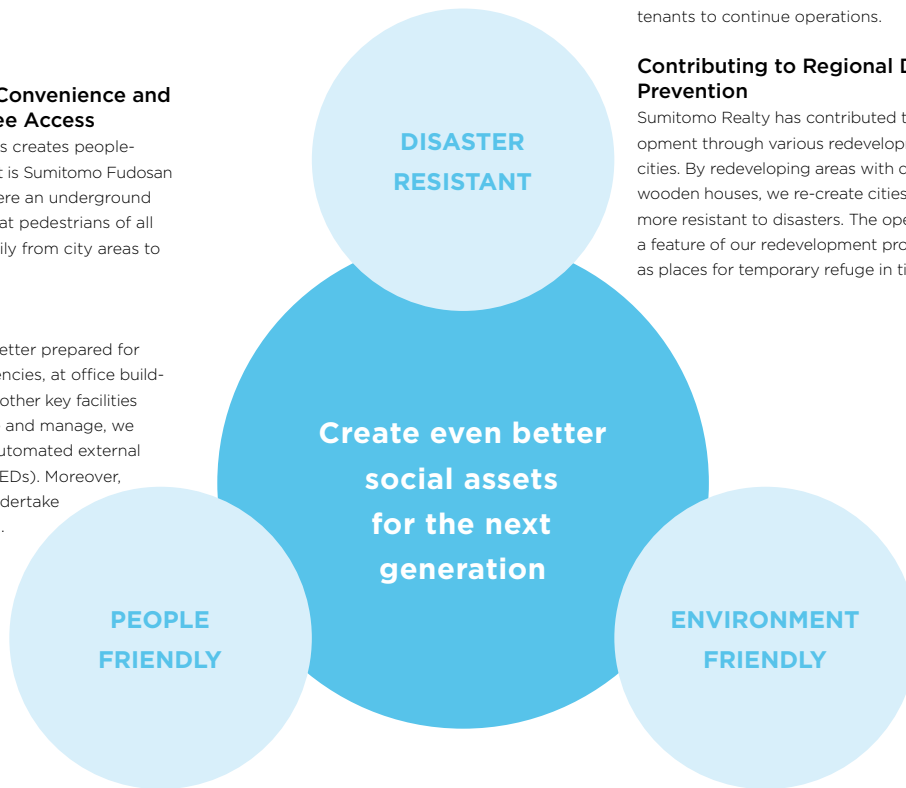 Convenience and
ee Access
s creates people-
t is Sumitomo Fudosan
ere an underground
at pedestrians of all
ily from city areas to
etter prepared for
encies, at office build-
other key facilities
and manage, we
utomated external
EDs). Moreover,
dertake
.
DISASTER
RESISTANT
Create even better
social assets
for the next
generation
PEOPLE
FRIENDLY
ENVIRONMENT
FRIENDLY
tenants to continue operations.
Contributing to Regional D
Prevention
Sumitomo Realty has contributed t
opment through various redevelop
cities. By redeveloping areas with
wooden houses, we re-create cities
more resistant to disasters. The ope
a feature of our redevelopment pro
as places for temporary refuge in ti